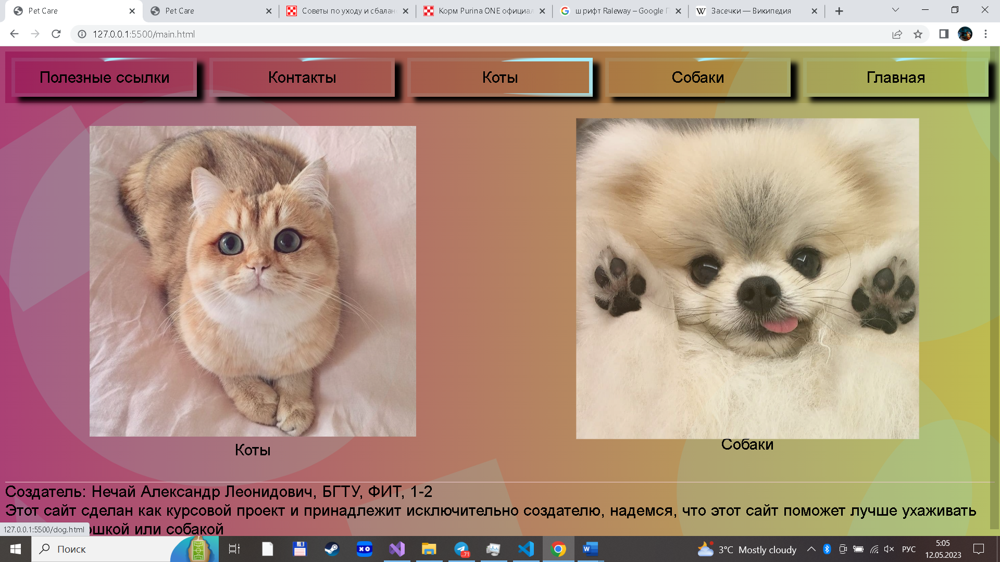 Pet Care
Pet Care
Советы по уходу и сбалан
Корм Purina ONE официал
шрифт Raleway – Google П
Засечки — Википедия
127.0.0.1:5500/main.html
Полезные ссылки
Контакты
Коты
Собаки
Главная
Коты
Собаки
Создатель: Нечай Александр Леонидович, БГТУ, ФИТ, 1-2
Этот сайт сделан как курсовой проект и принадлежит исключительно создателю, надемся, что этот сайт поможет лучше ухаживать
ошкой или собакой
127.0.0.1:5500/dog.html
Поиск
3°C Mostly cloudy
РУС
5:05
12.05.2023